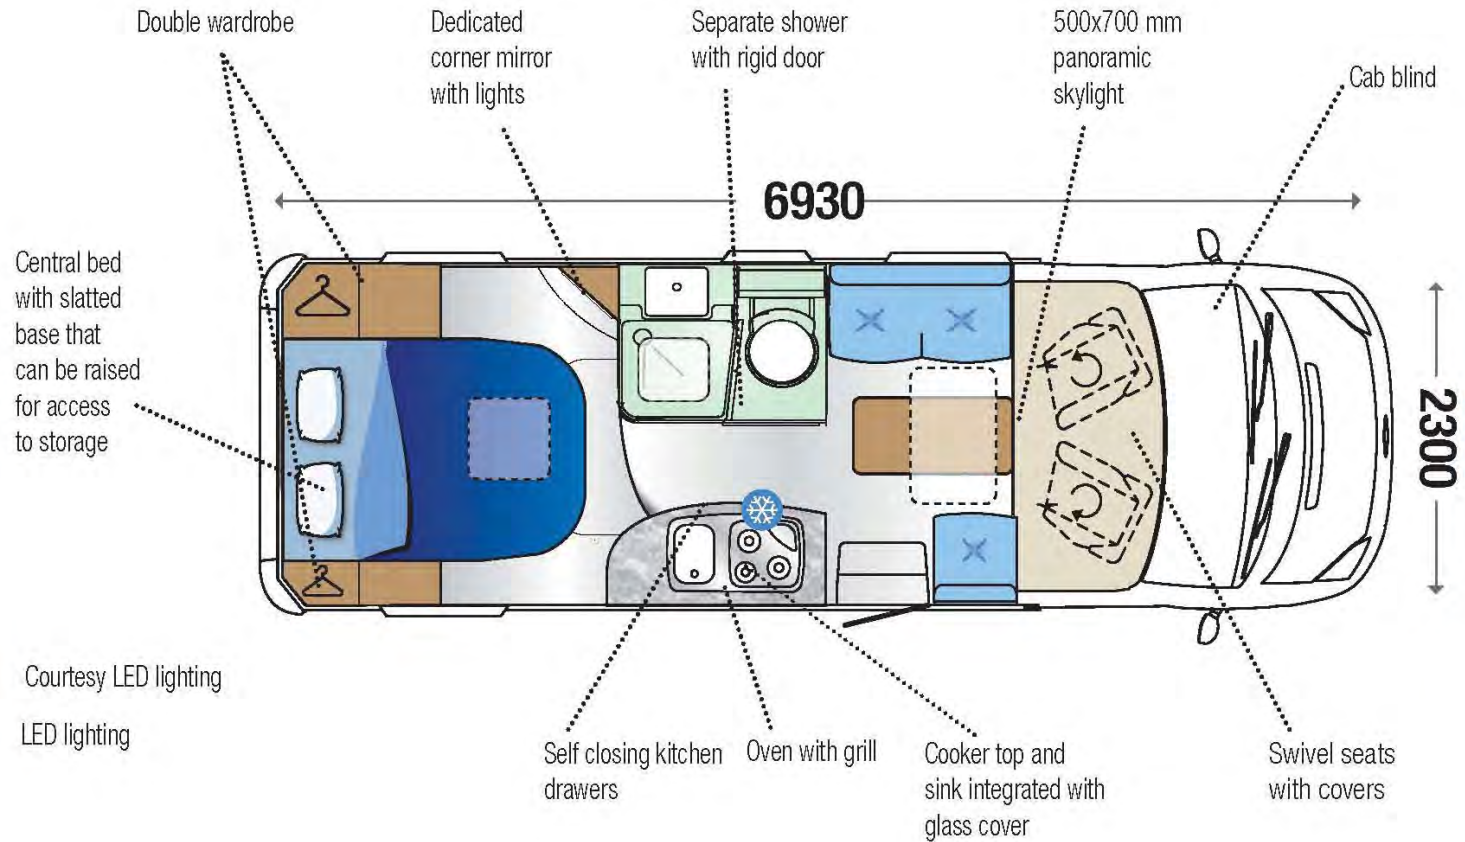 Double wardrobe
Dedicated
corner mirror
with lights
Separate shower
with rigid door
500x700 mm
panoramic
skylight
Cab blind
6930
Central bed
with slatted
base that
can be raised
for access
to storage
2300
Courtesy LED lighting
LED lighting
Self closing kitchen
drawers
Oven with grill
Cooker top and
sink integrated with
glass cover
Swivel seats
with covers